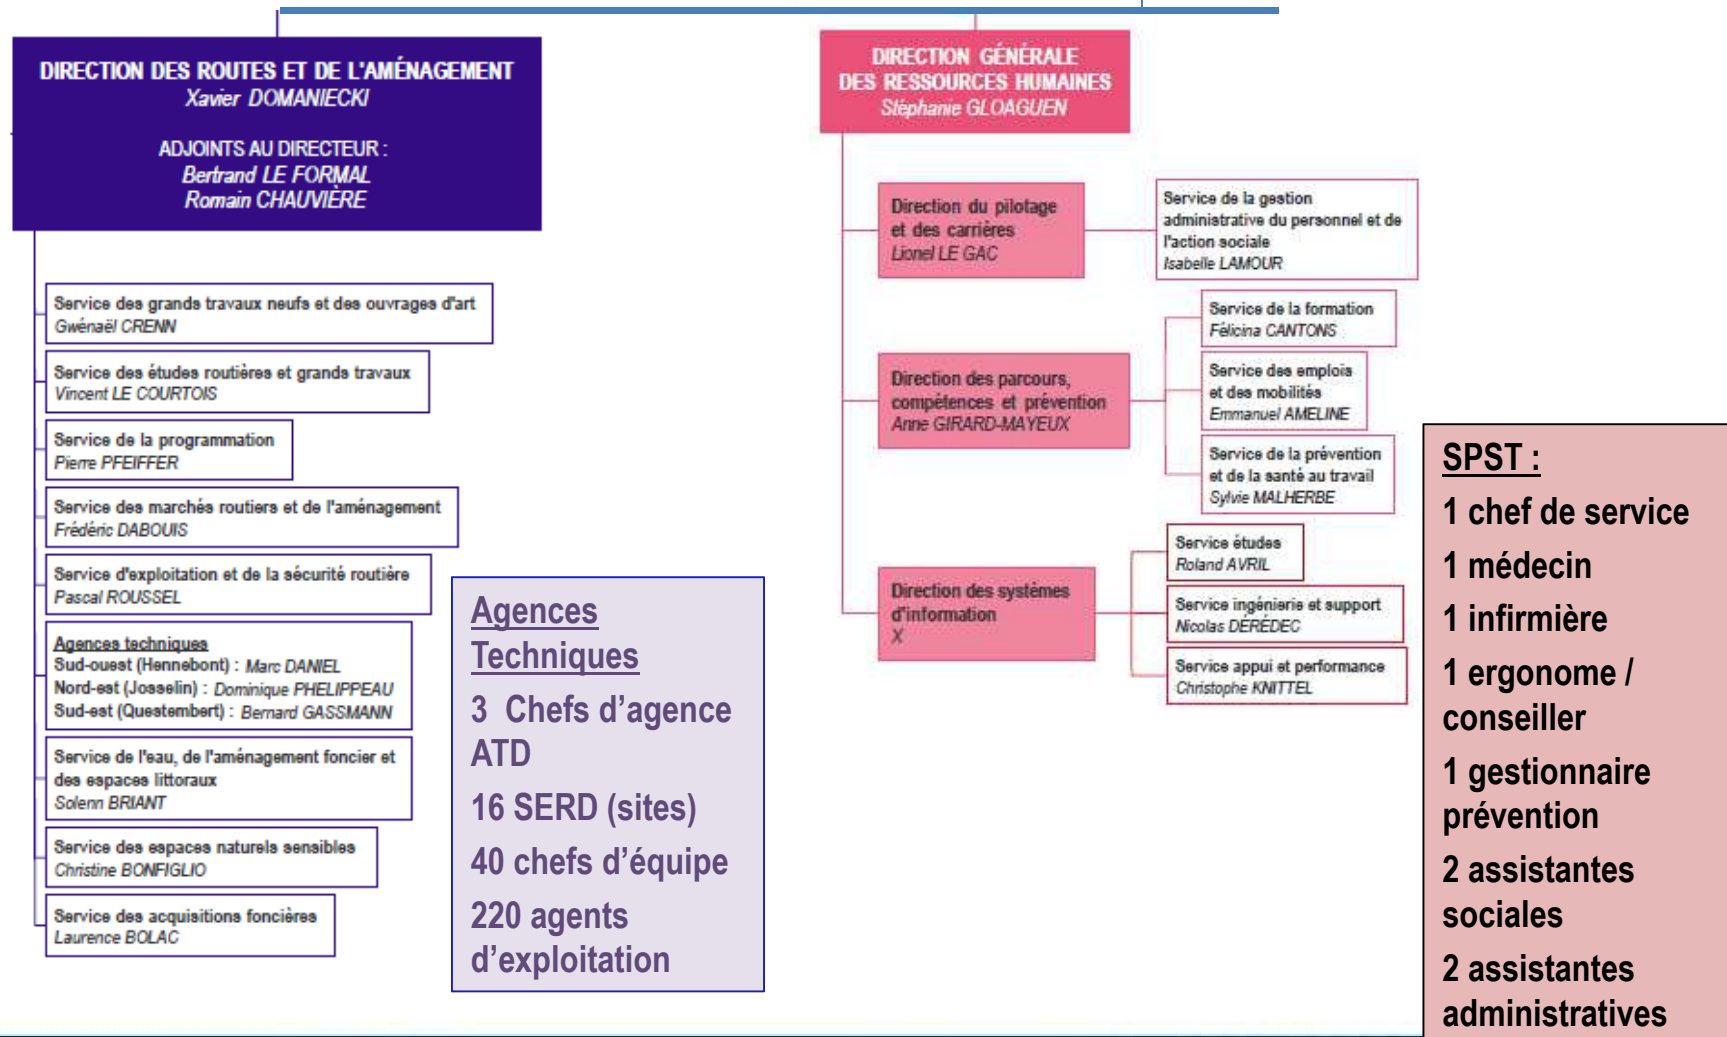 DIRECTION DES ROUTES ET DE L'AMÉNAGEMENT
Xavier DOMANIECKI
ADJOINTS AU DIRECTEUR :
Bertrand LE FORMAL
Romain CHAUVIÈRE
Service des grands travaux neufs et des ouvrages d'art
Gwénaël CRENN
Service des études routières et grands travaux
Vincent LE COURTOIS
Service de la programmation
Pierre PFEIFFER
Service des marchés routiers et de l'aménagement
Frédéric DABOUIS
Service d'exploitation et de la sécurité routière
Pascal ROUSSEL
Agences techniques
Sud-ouest (Hennebont) : Marc DANIEL
Nord-est (Josselin) : Dominique PHELIPPEAU
Sud-est (Questembert) : Bernard GASSMANN
Service de l'eau, de l'aménagement foncier et
des espaces littoraux
Solenn BRIANT
Service des espaces naturels sensibles
Christine BONFIGLIO
Service des acquisitions foncières
Laurence BOLAC
Agences
Techniques
3 Chefs d'agence
ATD
16 SERD (sites)
40 chefs d'équipe
220 agents
d'exploitation
DIRECTION GÉNÉRALE
DES RESSOURCES HUMAINES
Stéphanie GLOAGUEN
Direction du pilotage
et des carrières
Lionel LE GAC
Service de la gestion
administrative du personnel et de
l'action sociale
Isabelle LAMOUR
Direction des parcours,
compétences et prévention
Anne GIRARD-MAYEUX
Service de la formation
Félicina CANTONS
Service des emplois
et des mobilités
Emmanuel AMELINE
Service de la prévention
et de la santé au travail
Sylvie MALHERBE
Direction des systèmes
d'information
X
Service études
Roland AVRIL
Service ingénierie et support
Nicolas DÉRÉDEC
Service appui et performance
Christophe KNITTEL
SPST :
1 chef de service
1 médecin
1 infirmière
1 ergonome /
conseiller
1 gestionnaire
prévention
2 assistantes
sociales
2 assistantes
administratives